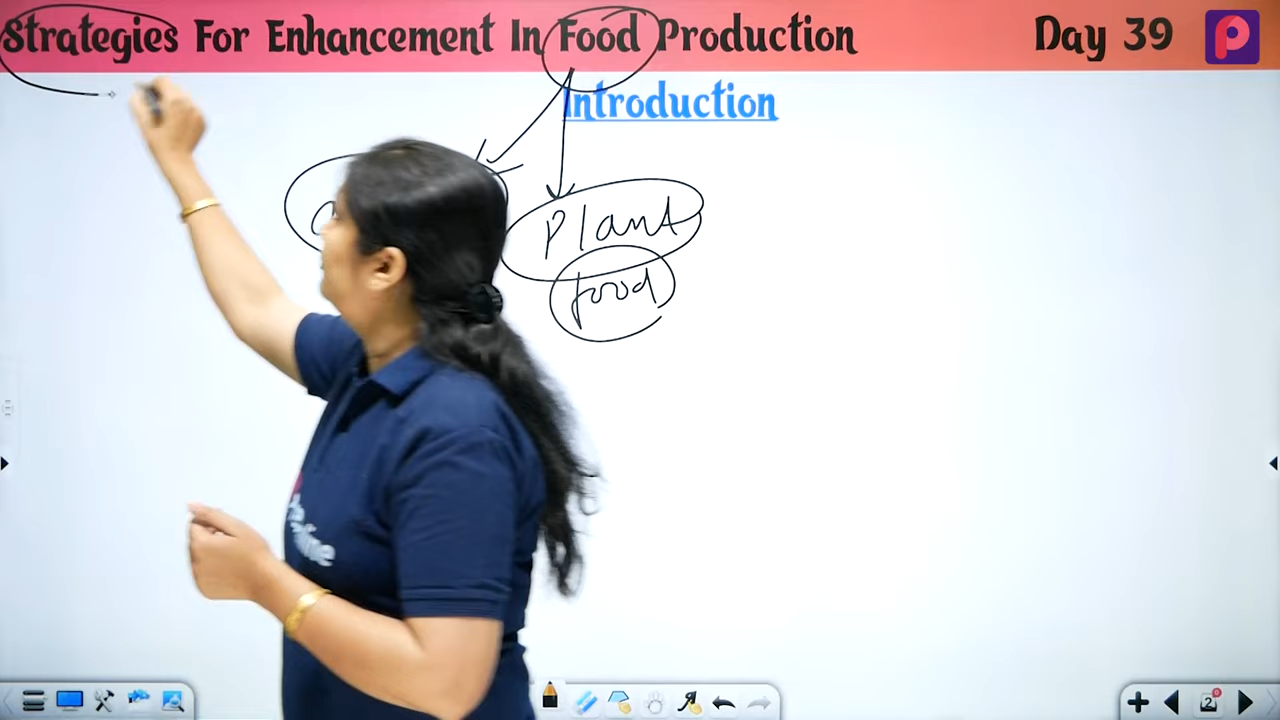 Strategies For Enhancement In Food Production
Day 39
Introduction
Plant
food